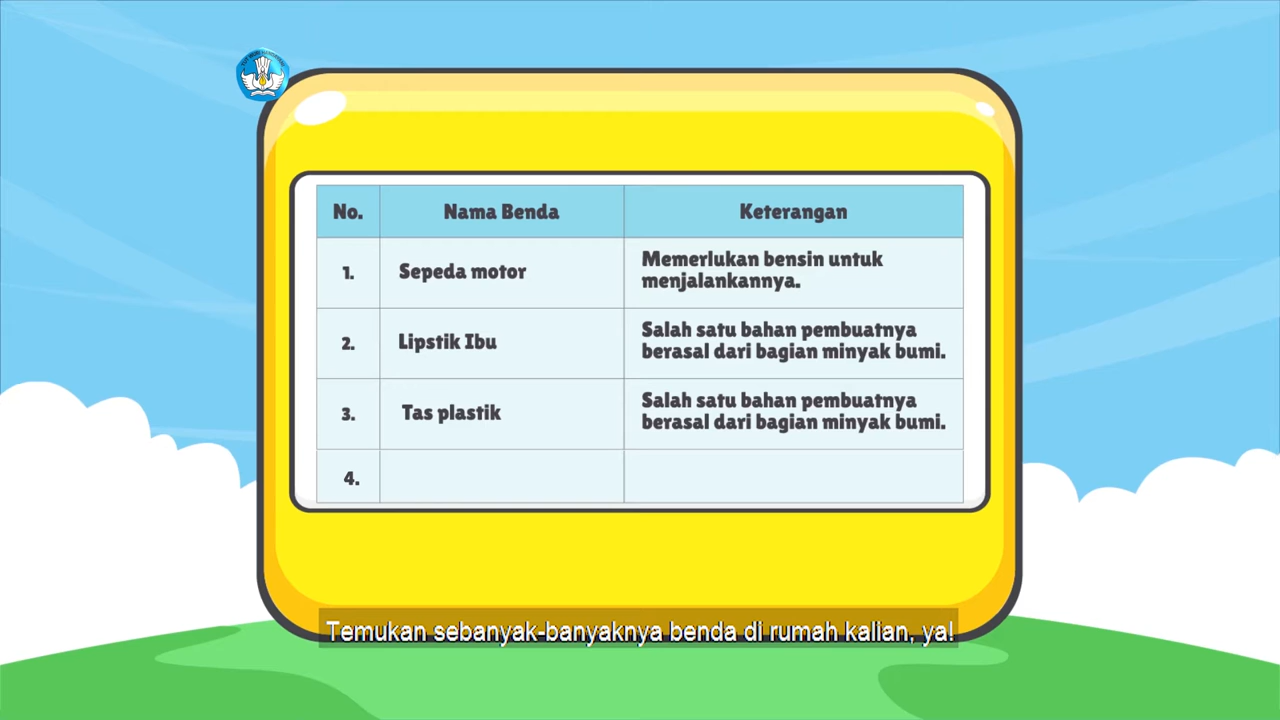 No. Nama Benda Keterangan
1. Sepeda motor Memerlukan bensin untuk
menjalankannya.
2. Lipstik Ibu Salah satu bahan pembuatnya
berasal dari bagian minyak bumi.
3. Tas plastik Salah satu bahan pembuatnya
berasal dari bagian minyak bumi.
4.
Temukan sebanyak-banyaknya benda di rumah kalian, ya!